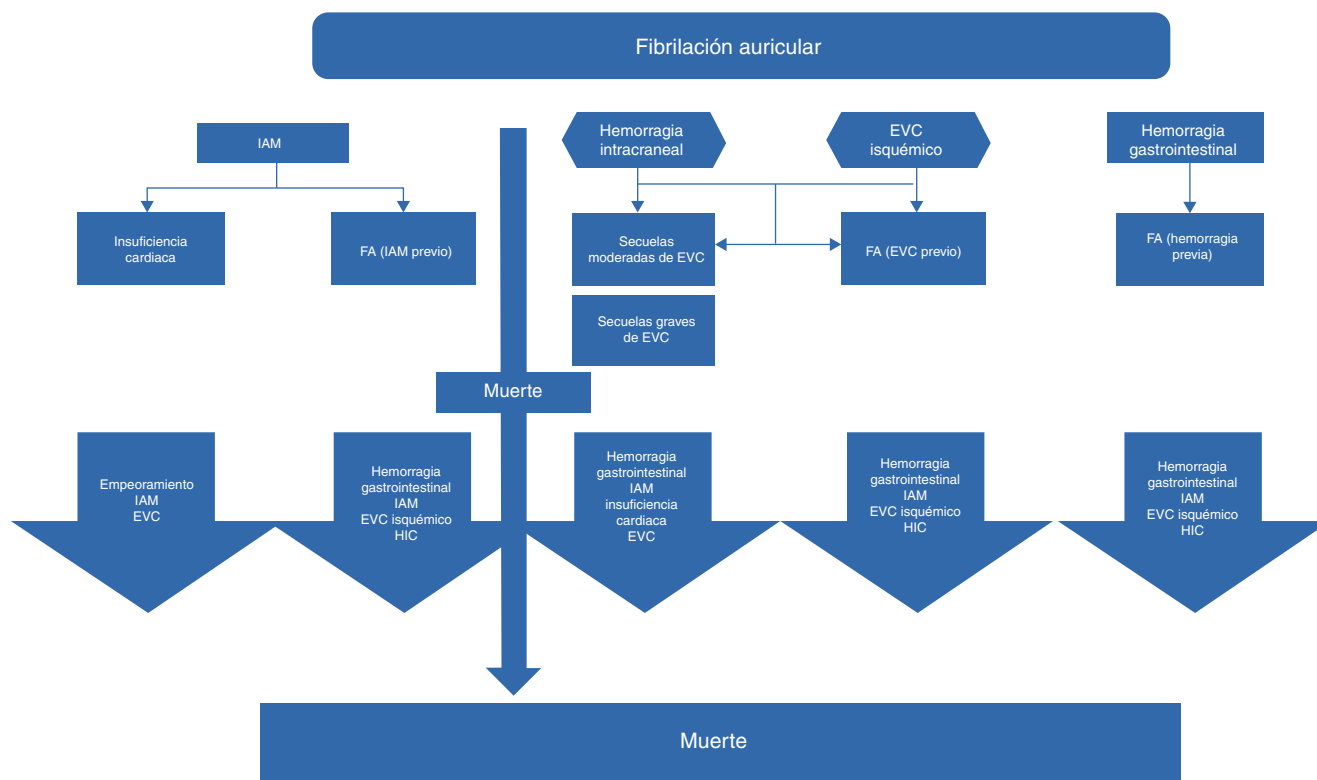 Fibrilación auricular
IAM
Hemorragia
intracraneal
EVC
isquémico
Hemorragia
gastrointestinal
Insuficiencia
cardiaca
FA (IAM previo)
Secuelas
moderadas de EVC
FA (EVC previo)
FA (hemorragia
previa)
Secuelas graves
de EVC
Muerte
Empeoramiento
IAM
EVC
Hemorragia
gastrointestinal
IAM
EVC isquémico
HIC
Hemorragia
gastrointestinal
IAM
insuficiencia
cardiaca
EVC
Hemorragia
gastrointestinal
IAM
EVC isquémico
HIC
Hemorragia
gastrointestinal
IAM
EVC isquémico
HIC
Muerte